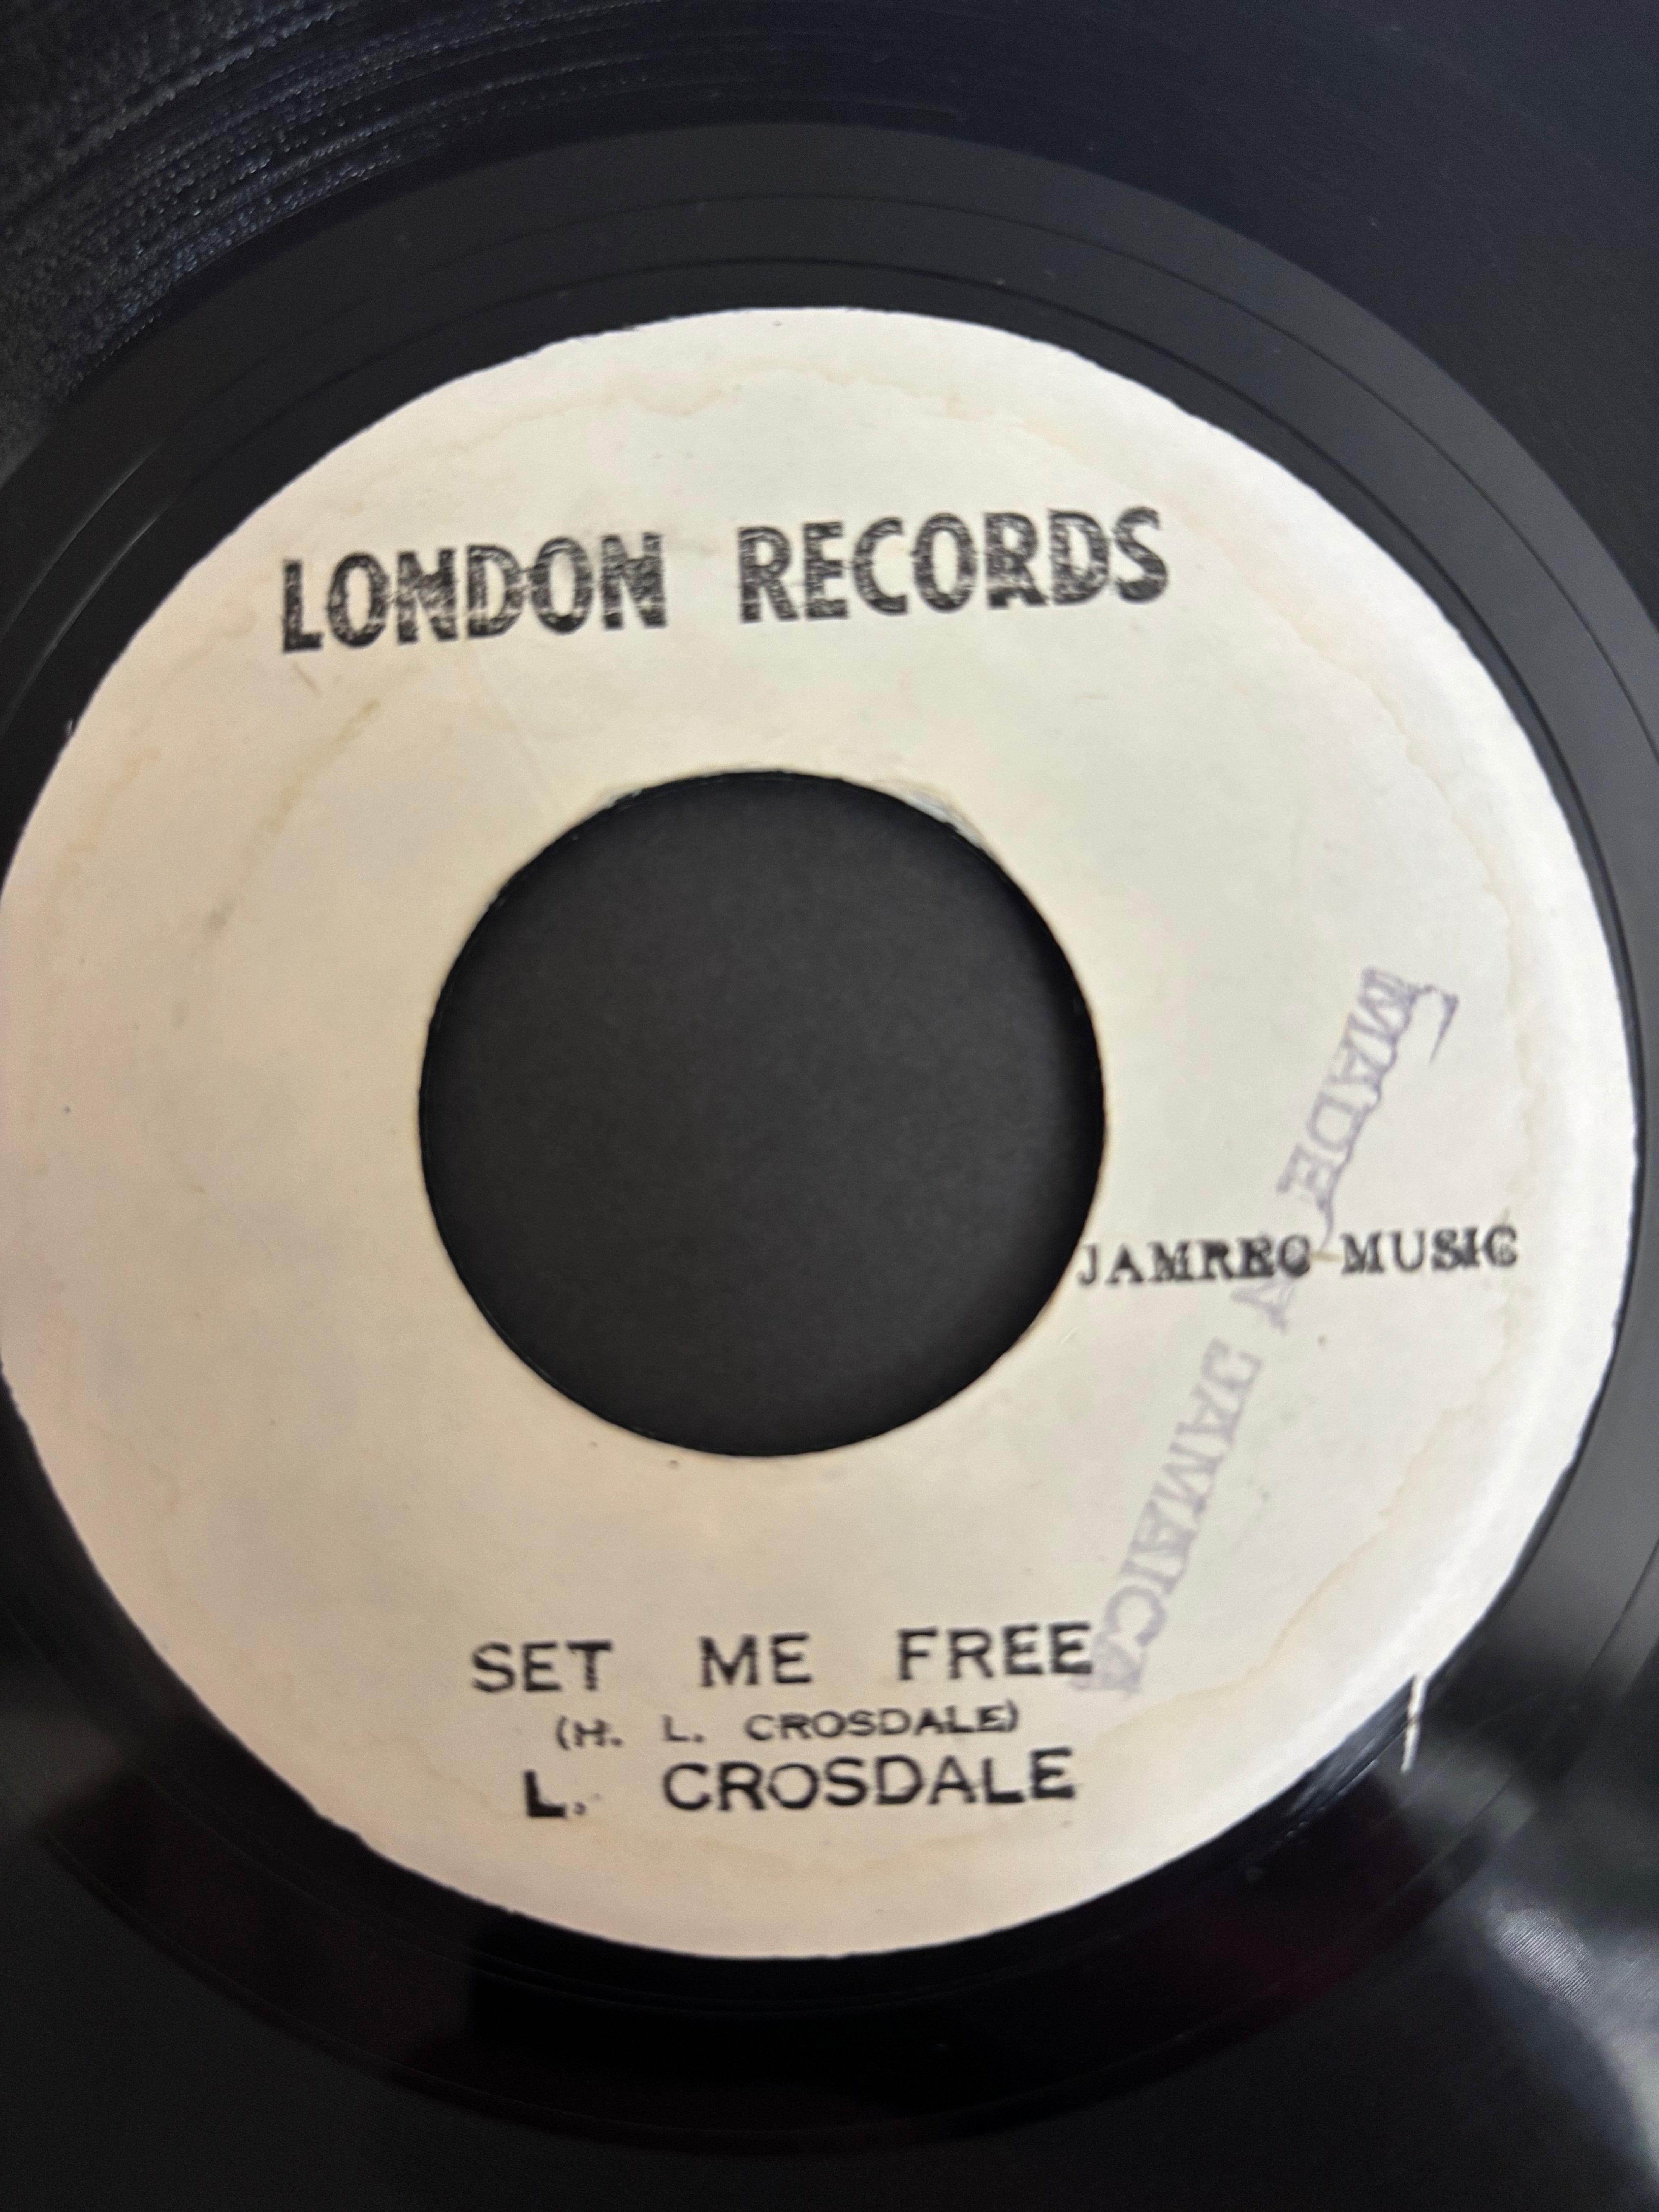 LONDON RECORDS
MADE IN JAMAICA
JAMREC MUSIC
SET ME FREE
(H. L. CROSDALE)
L. CROSDALE